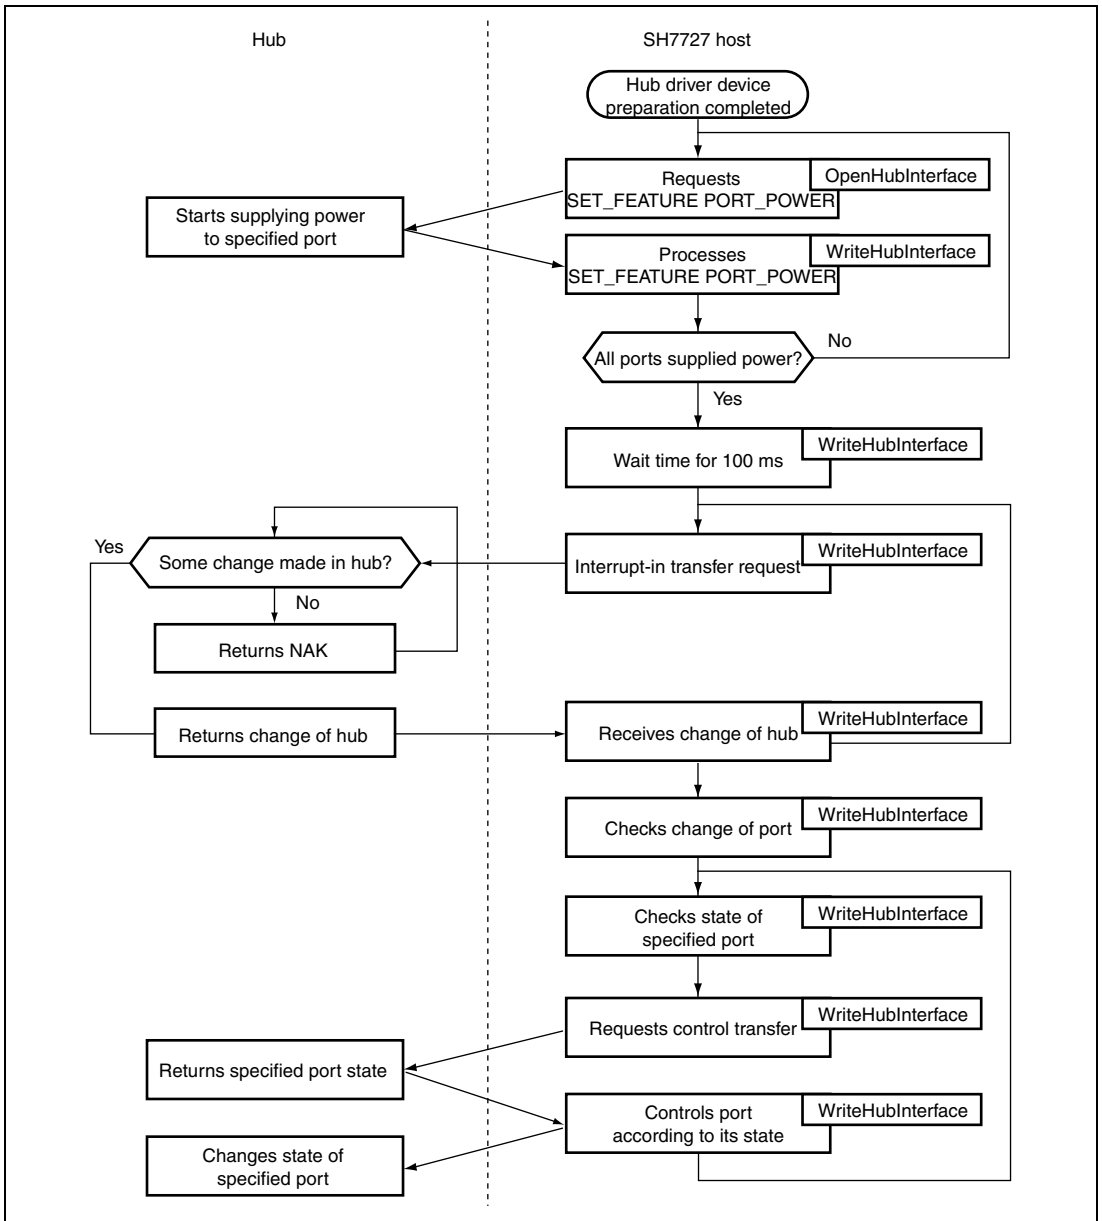 Hub
SH7727 host
Hub driver device
preparation completed
Requests
SET_FEATURE PORT_POWER
OpenHubInterface
Starts supplying power
to specified port
Processes
SET_FEATURE PORT_POWER
WriteHubInterface
All ports supplied power?
No
Yes
Wait time for 100 ms
WriteHubInterface
Yes
Some change made in hub?
Interrupt-in transfer request
WriteHubInterface
No
Returns NAK
Returns change of hub
Receives change of hub
WriteHubInterface
Checks change of port
WriteHubInterface
Checks state of
specified port
WriteHubInterface
Requests control transfer
WriteHubInterface
Returns specified port state
Controls port
according to its state
WriteHubInterface
Changes state of
specified port